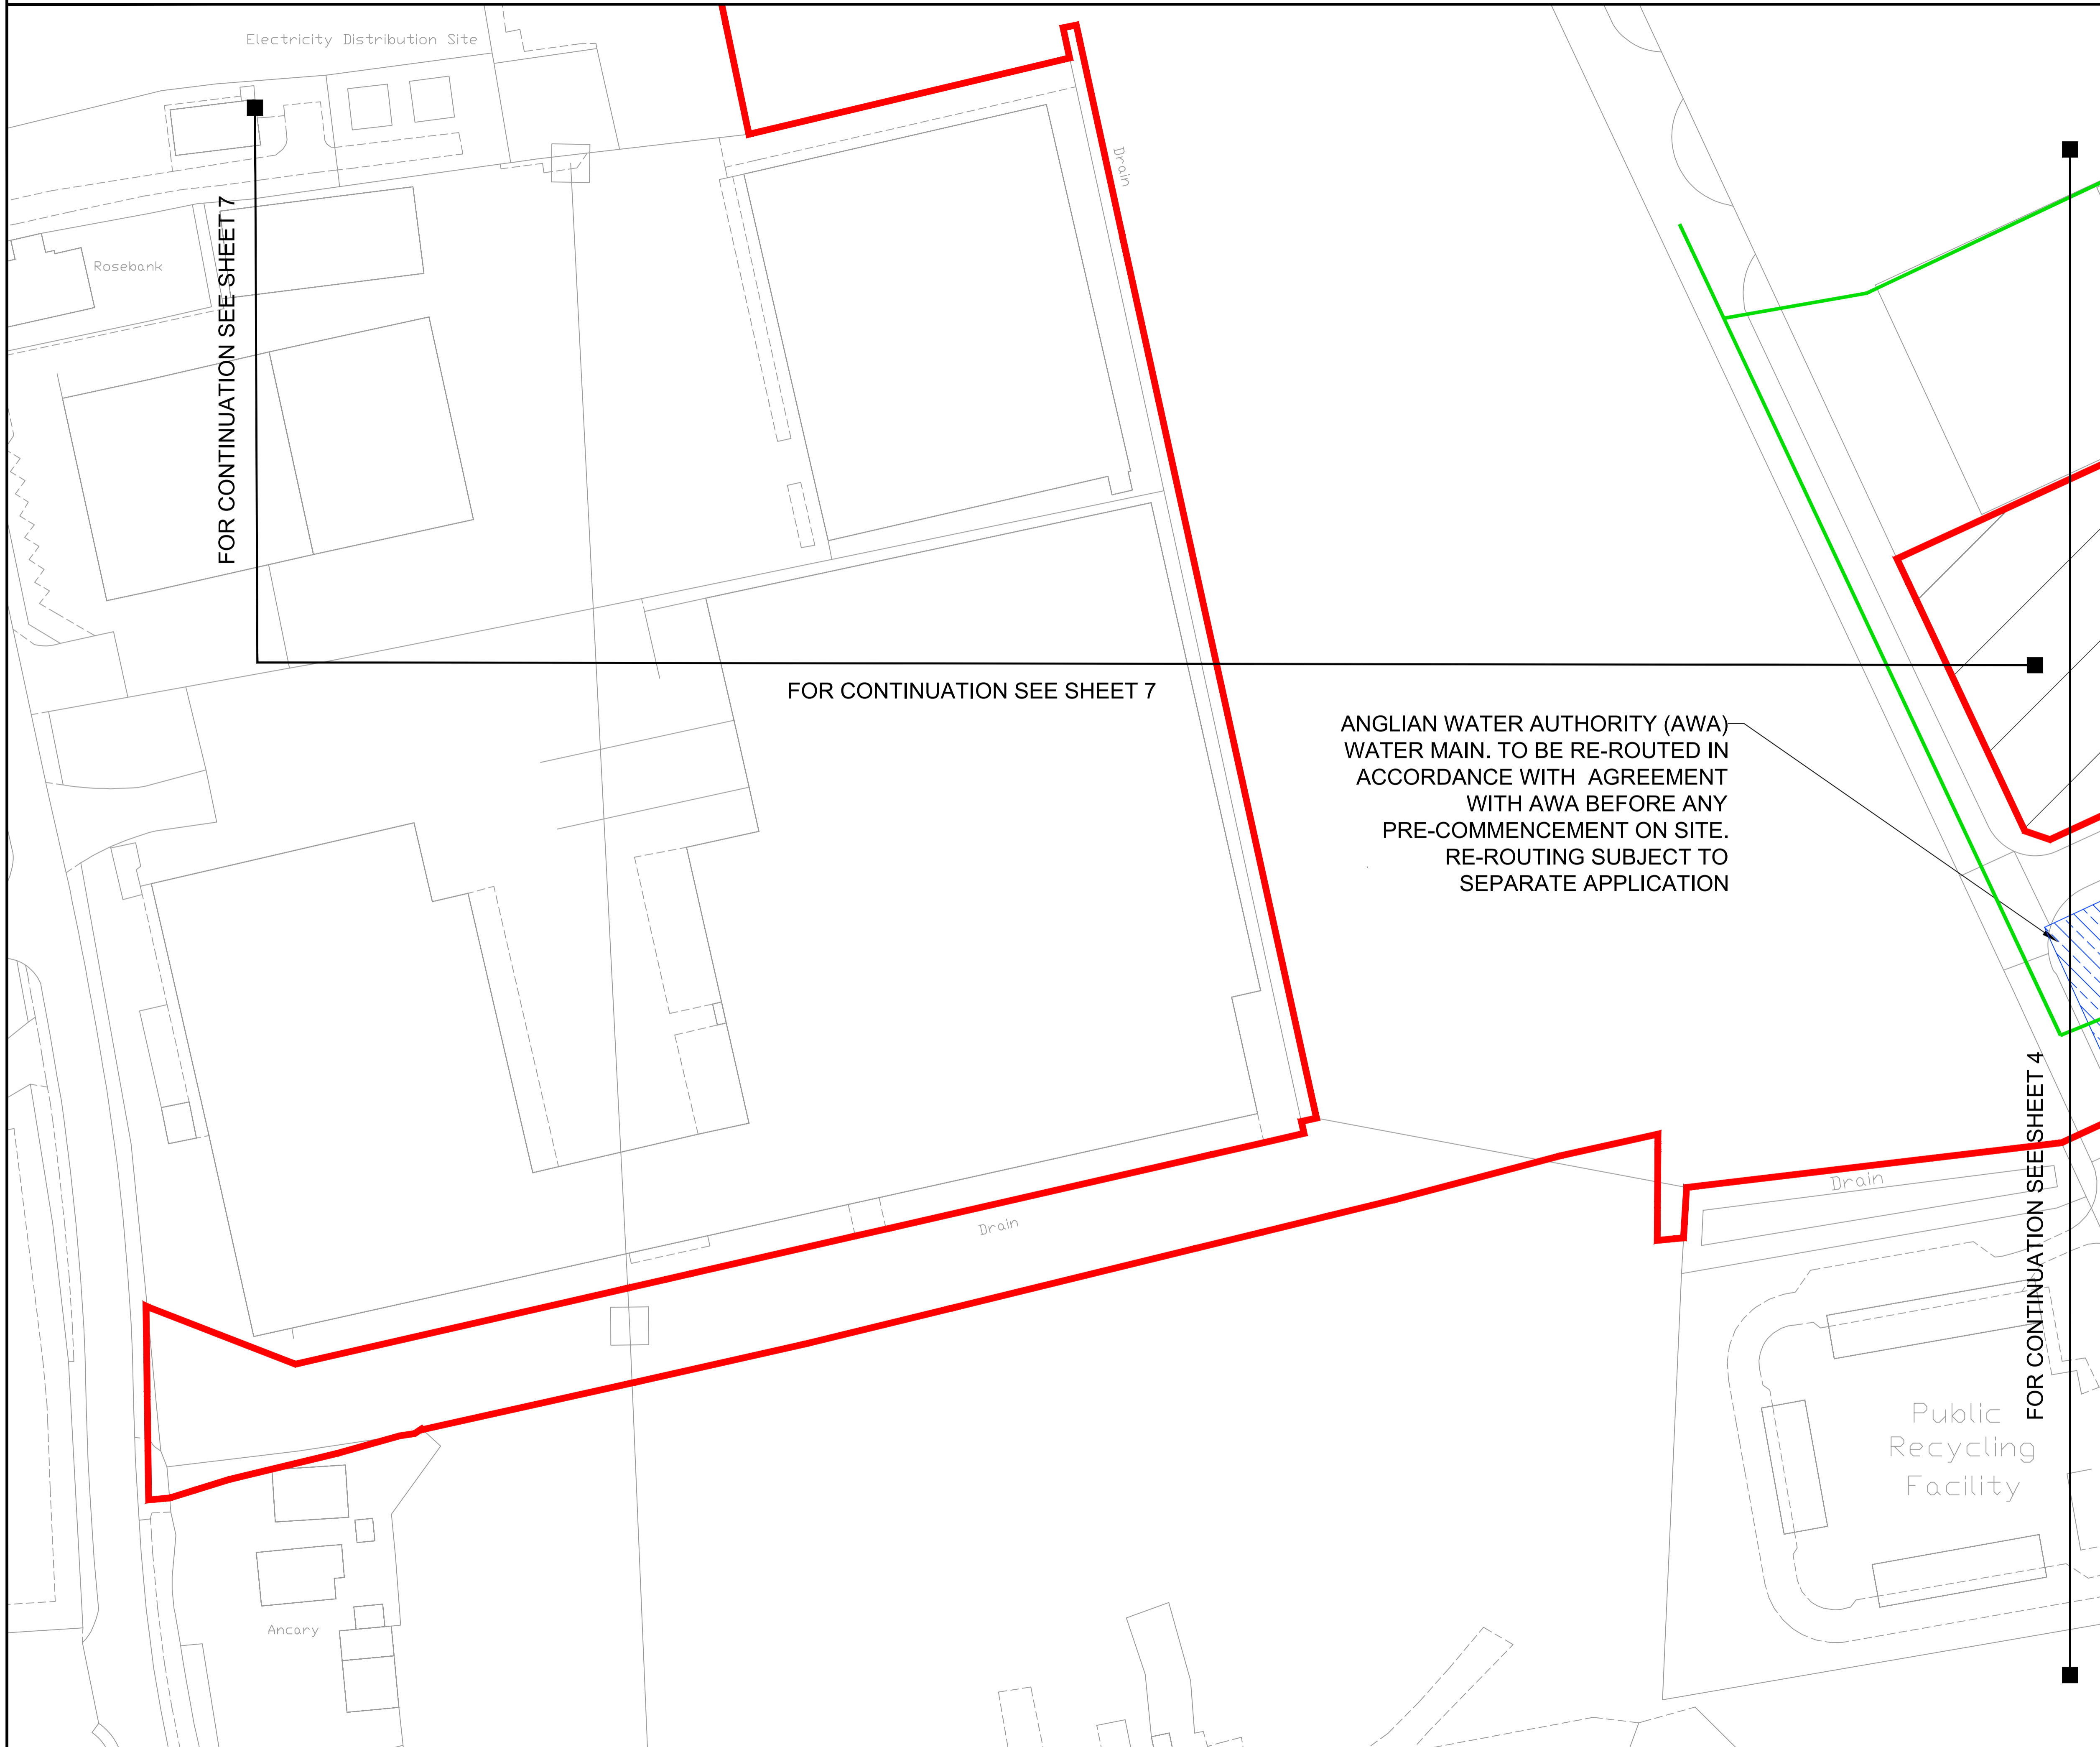 Electricity Distribution Site
Drain
FOR CONTINUATION SEE SHEET 7
Rosebank
FOR CONTINUATION SEE SHEET 7
ANGLIAN WATER AUTHORITY (AWA)
WATER MAIN. TO BE RE-ROUTED IN
ACCORDANCE WITH AGREEMENT
WITH AWA BEFORE ANY
PRE-COMMENCEMENT ON SITE.
RE-ROUTING SUBJECT TO
SEPARATE APPLICATION
FOR CONTINUATION SEE SHEET 4
Drain
Drain
Public
Recycling
Facility
Ancary